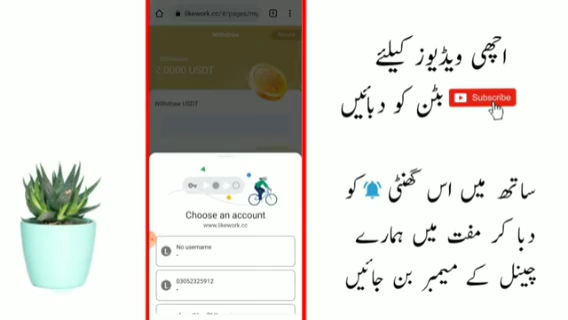 likework.cc/#/pages/my
Withdraw
USDT
Withdraw USDT
Choose an account
www.likework.cc
L
No username
-
L
03052325912
-
اچھی ویڈیوز کیلئے
Subscribe بٹن کو دبائیں
ساتھ میں اس گھنٹی کو
دبا کر مفت میں ہمارے
چینل کے میمبر بن جائیں